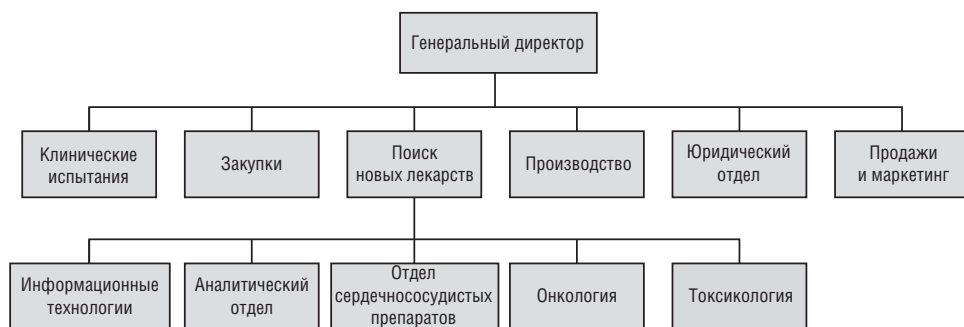 Генеральный директор
Клинические
испытания
Закупки
Поиск
новых лекарств
Производство
Юридический
отдел
Продажи
и маркетинг
Информационные
технологии
Аналитический
отдел
Отдел
сердечнососудистых
препаратов
Онкология
Токсикология